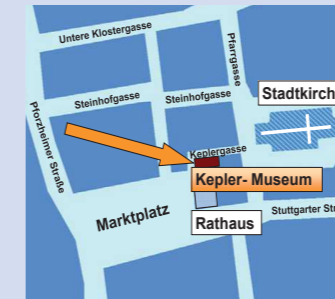 Untere Klostergasse
Pfarrgasse
Steinhofgasse
Steinhofgasse
Stadtkirch
Pforzheimer Straße
Keplergasse
Kepler- Museum
Marktplatz
Rathaus
Stuttgarter Str